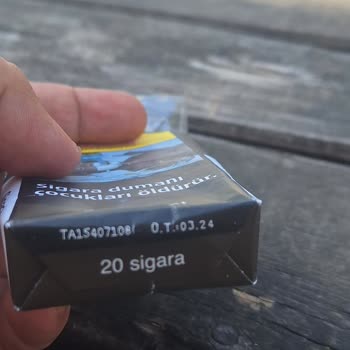 Sigara dumanı
çocukları öldürür.
TA15407108 Ü.T.:03.24
20 sigara